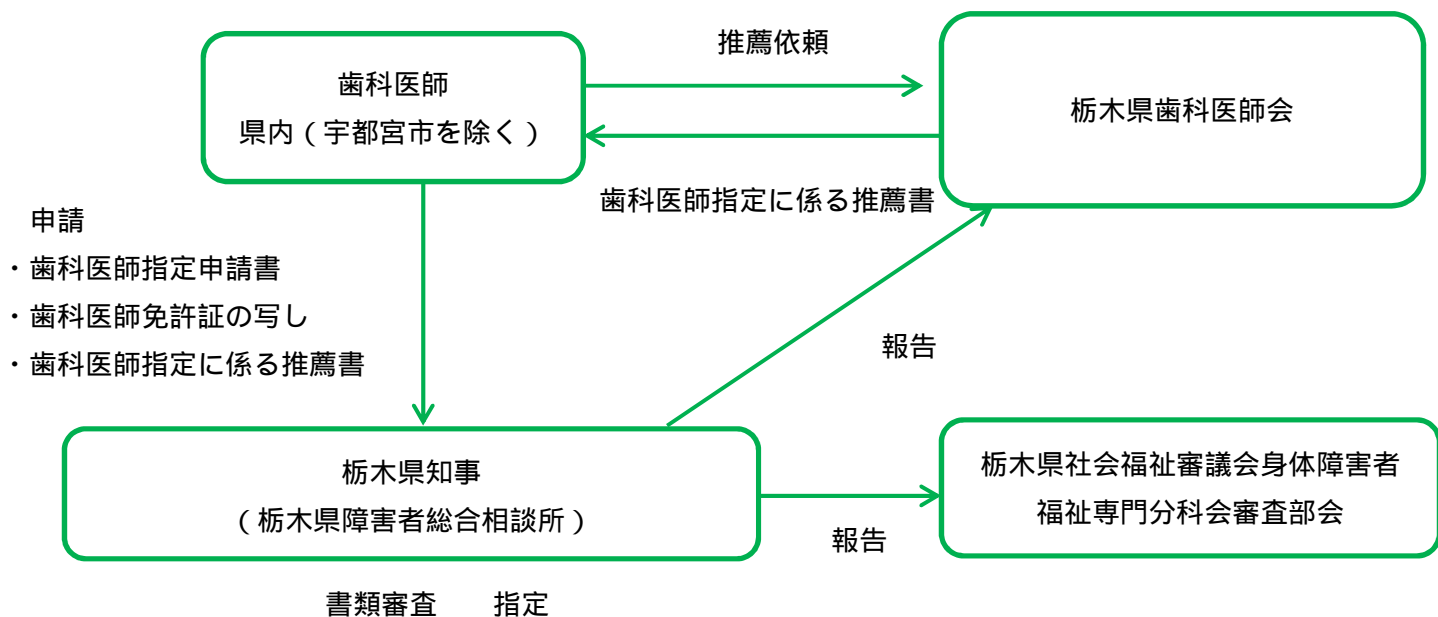 推薦依頼
歯科医師
県内（宇都宮市を除く）
栃木県歯科医師会
歯科医師指定に係る推薦書
申請
・歯科医師指定申請書
・歯科医師免許証の写し
・歯科医師指定に係る推薦書
報告
栃木県知事
（栃木県障害者総合相談所）
栃木県社会福祉審議会身体障害者
福祉専門分科会審査部会
報告
書類審査　　指定